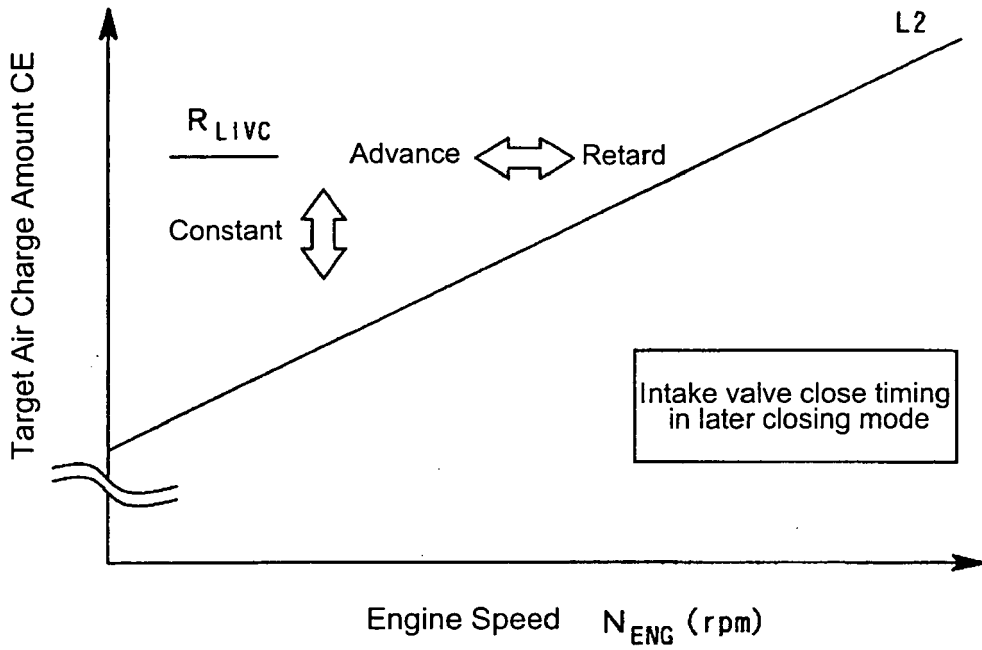 Target Air Charge Amount CE
L2
R_LIVC
Advance
Retard
Constant
Intake valve close timing
in later closing mode
Engine Speed N_ENG (rpm)